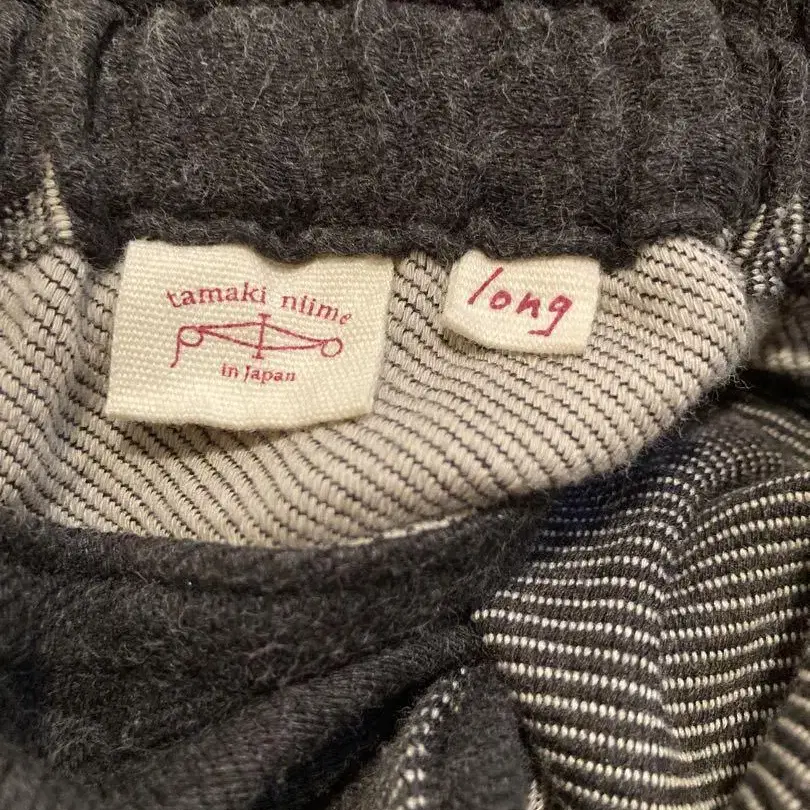 tamaki niime
in Japan
long